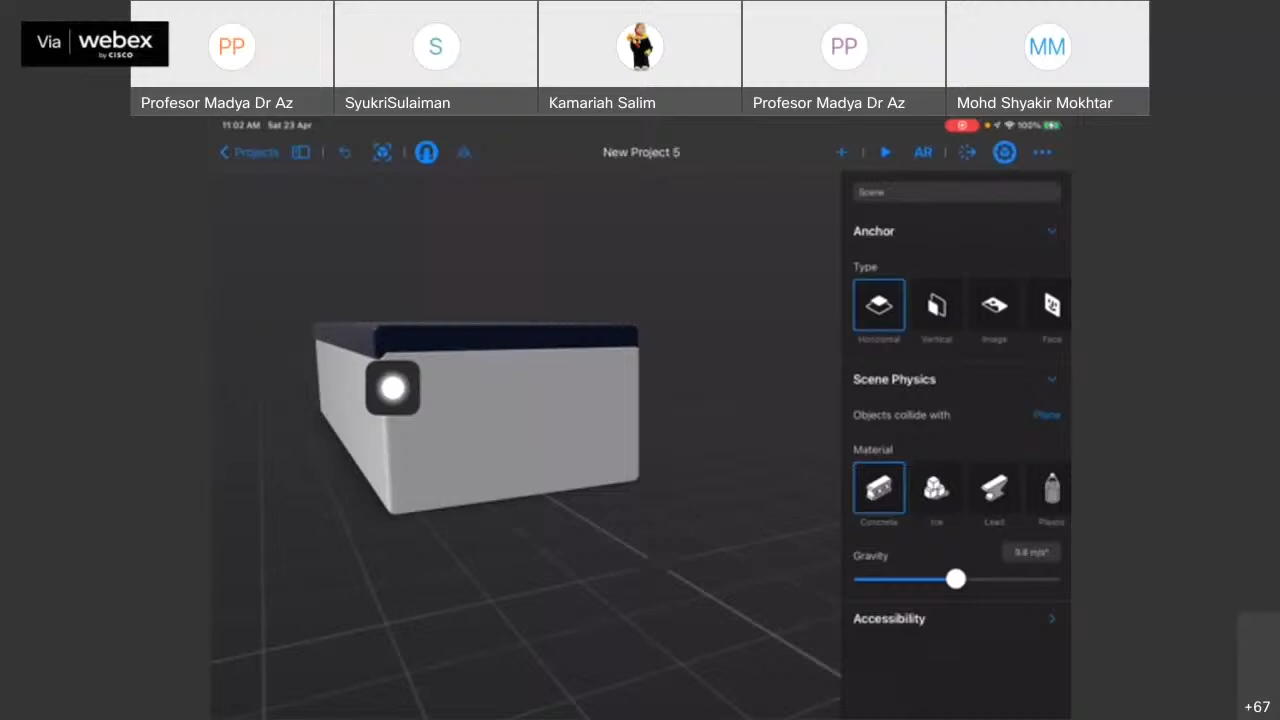 Via webex
by CISCO
PP
S
PP
MM
Profesor Madya Dr Az
SyukriSulaiman
Kamariah Salim
Profesor Madya Dr Az
Mohd Shyakir Mokhtar
11:02 AM Sat 23 Apr
100%
Projects
New Project 5
AR
Scene
Anchor
Type
Horizontal
Vertical
Image
Face
Scene Physics
Objects collide with
Plane
Material
Concrete
Ice
Lead
Plastic
Gravity
9.8 m/s²
Accessibility
+67